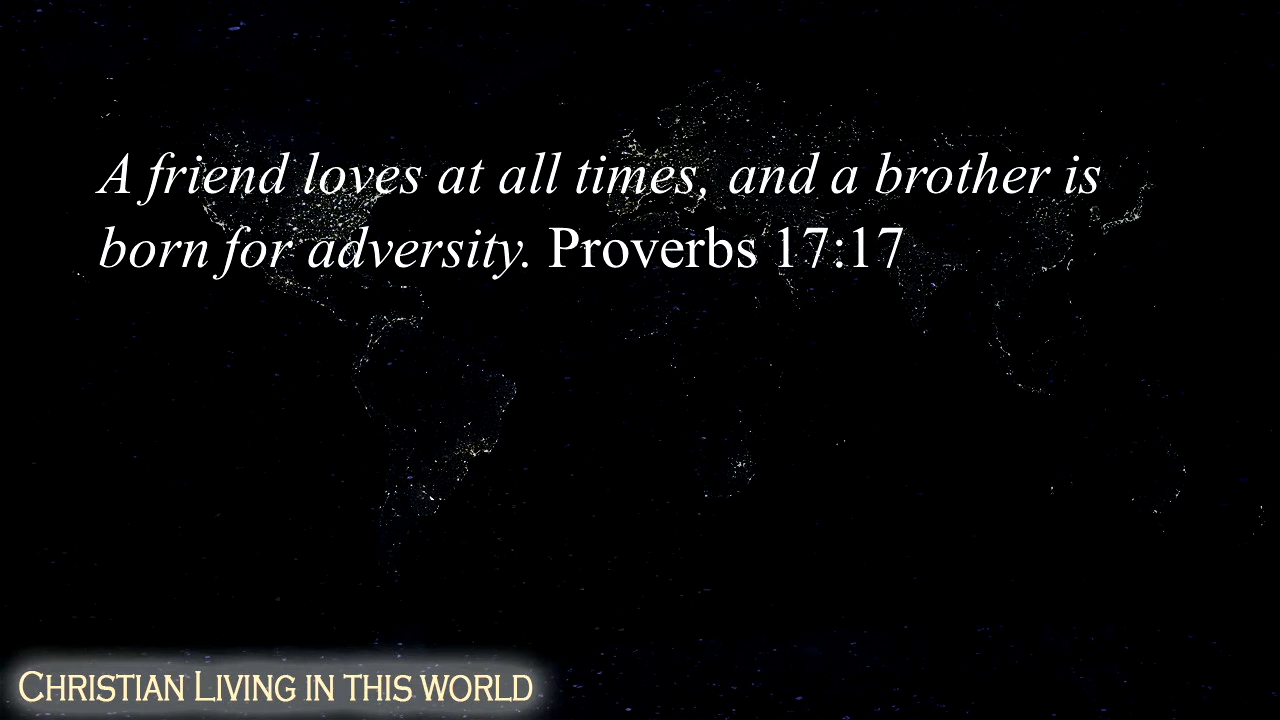 A friend loves at all times, and a brother is
born for adversity. Proverbs 17:17
Christian Living in this world